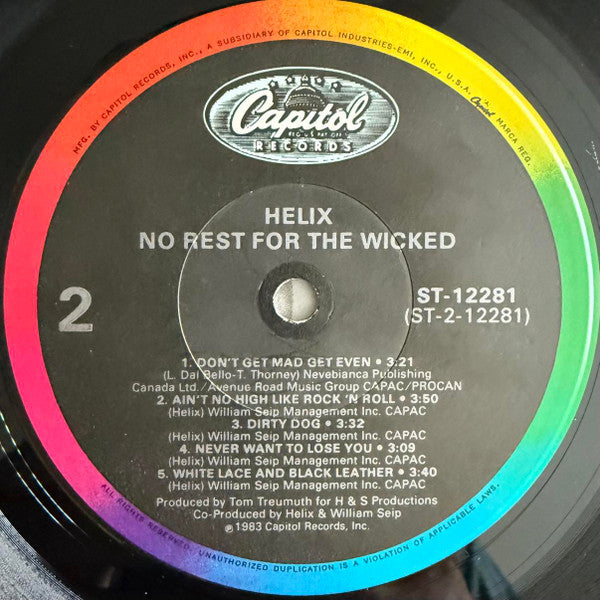 MFG. BY CAPITOL RECORDS, INC., A SUBSIDIARY OF CAPITOL INDUSTRIES-EMI, INC., U.S.A. Capitol MARCA REG.
Capitol
RECORDS
HELIX
NO REST FOR THE WICKED
2
ST-12281
(ST-2-12281)
1. DON'T GET MAD GET EVEN • 3:21
(L. Dal Bello-T. Thorney) Nevebianca Publishing
Canada Ltd./Avenue Road Music Group CAPAC/PROCAN
2. AIN'T NO HIGH LIKE ROCK 'N ROLL • 3:50
(Helix) William Seip Management Inc. CAPAC
3. DIRTY DOG • 3:32
(Helix) William Seip Management Inc. CAPAC
4. NEVER WANT TO LOSE YOU • 3:09
(Helix) William Seip Management Inc. CAPAC
5. WHITE LACE AND BLACK LEATHER • 3:40
(Helix) William Seip Management Inc. CAPAC
Produced by Tom Treumuth for H & S Productions
Co-Produced by Helix & William Seip
℗1983 Capitol Records, Inc.
ALL RIGHTS RESERVED. UNAUTHORIZED DUPLICATION IS A VIOLATION OF APPLICABLE LAWS.